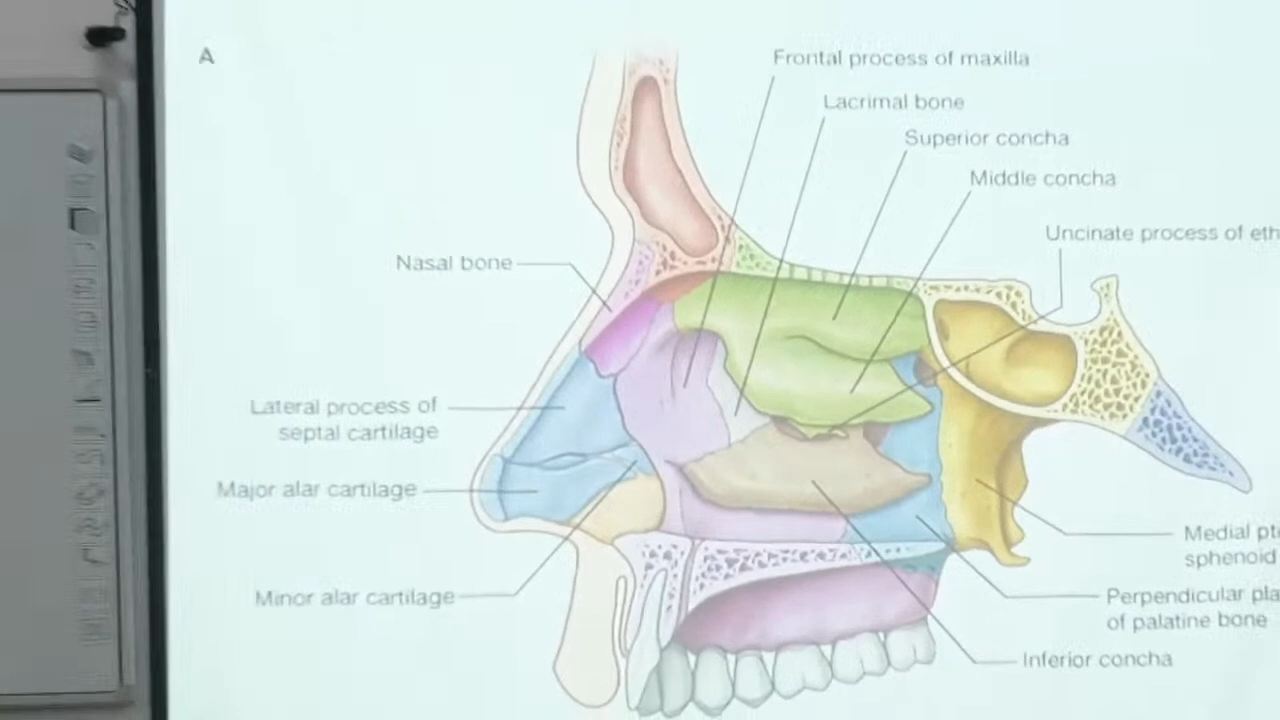 A
Frontal process of maxilla
Lacrimal bone
Superior concha
Middle concha
Uncinate process of eth
Nasal bone
Lateral process of
septal cartilage
Major alar cartilage
Minor alar cartilage
Medial pt
sphenoid
Perpendicular pla
of palatine bone
Inferior concha